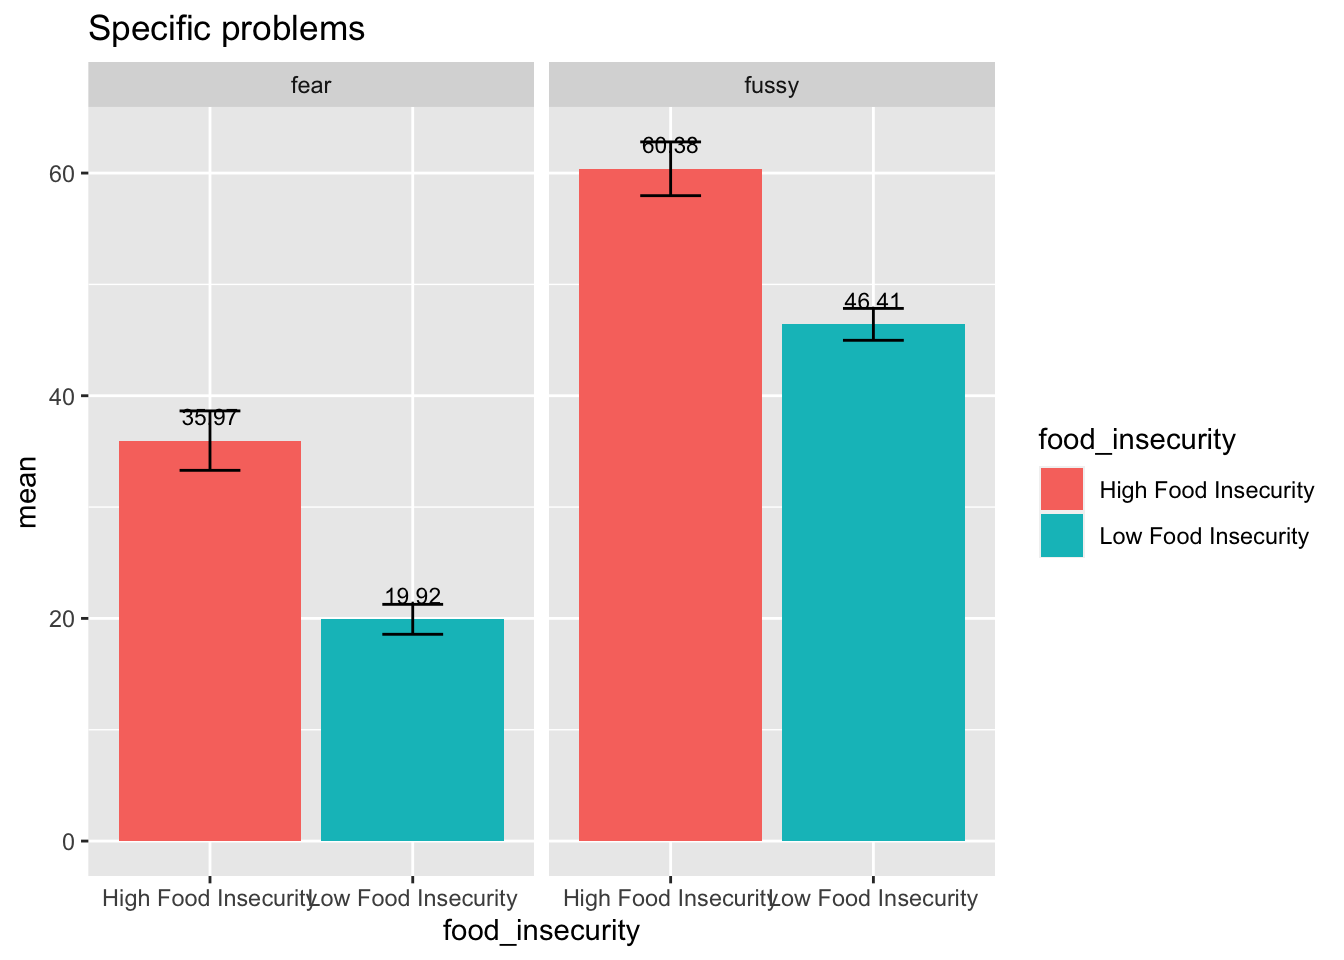 Specific problems
fear
fussy
60
40
20
0
mean
35.97
19.92
60.38
46.41
High Food Insecurity
Low Food Insecurity
High Food Insecurity
Low Food Insecurity
food_insecurity
food_insecurity
High Food Insecurity
Low Food Insecurity